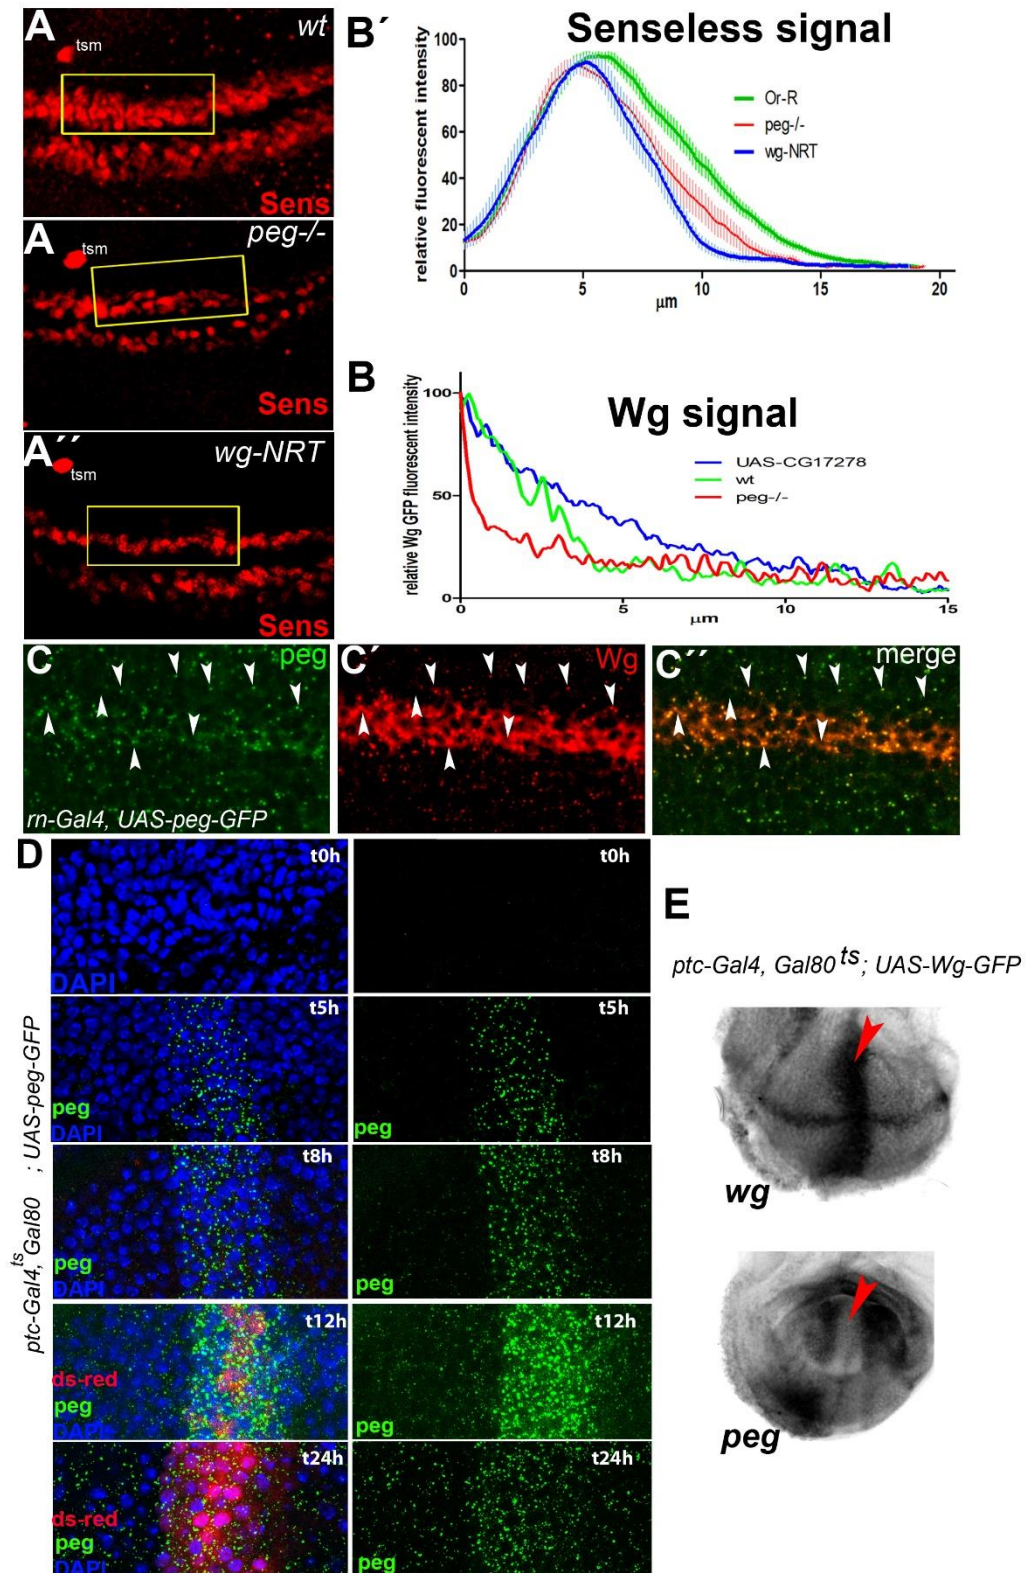 A
wt
tsm
Sens
A
peg-/-
tsm
Sens
A´´
wg-NRT
tsm
Sens
B´
Senseless signal
relative fluorescent intensity
100
80
60
40
20
0
0
5
10
15
20
μm
Or-R
peg-/-
wg-NRT
B
Wg signal
relative Wg GFP fluorescent intensity
100
50
0
0
5
10
15
μm
UAS-CG17278
wt
peg-/-
C
peg
rn-Gal4, UAS-peg-GFP
C´
Wg
C´´
merge
D
ptc-Gal4, Gal80 ts ; UAS-peg-GFP
t0h
DAPI
t0h
t5h
peg
DAPI
t5h
peg
t8h
peg
DAPI
t8h
peg
t12h
ds-red
peg
DAPI
t12h
peg
t24h
ds-red
peg
DAPI
t24h
peg
E
ptc-Gal4, Gal80 ts; UAS-Wg-GFP
wg
peg